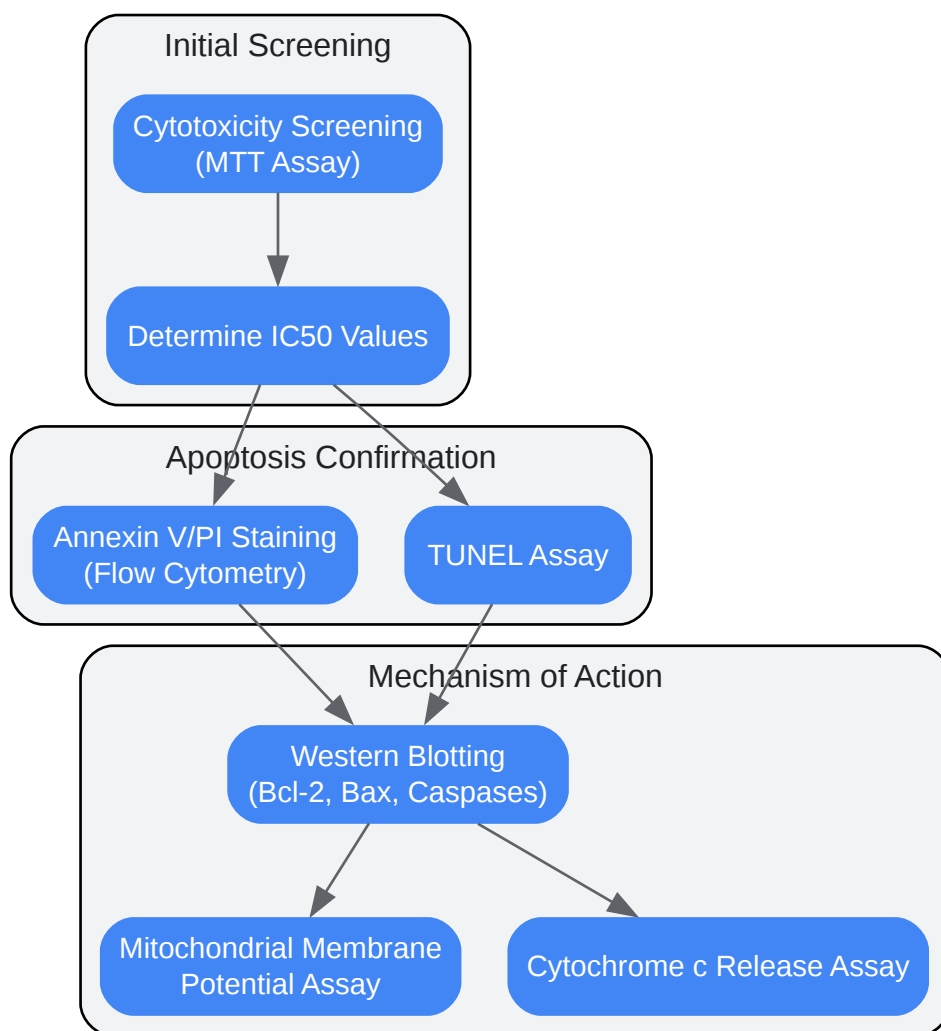 Initial Screening
Cytotoxicity Screening
(MTT Assay)
Determine IC50 Values
Apoptosis Confirmation
Annexin V/PI Staining
(Flow Cytometry)
TUNEL Assay
Mechanism of Action
Western Blotting
(Bcl-2, Bax, Caspases)
Mitochondrial Membrane
Potential Assay
Cytochrome c Release Assay